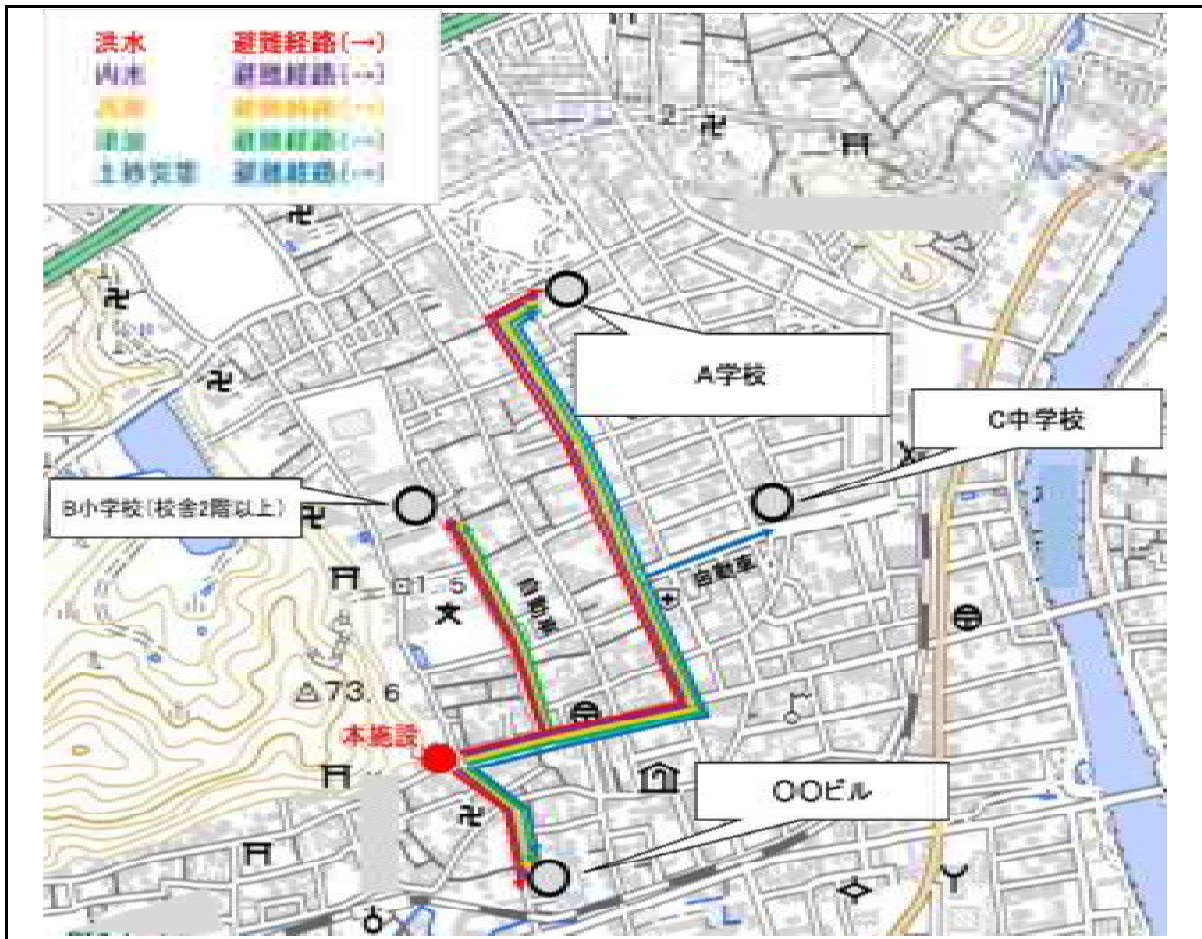 洪水 避難経路(→)
内水 避難経路(→)
高潮 避難経路(→)
津波 避難経路(→)
土砂災害 避難経路(→)
A学校
C中学校
B小学校(校舎2階以上)
自動車
自動車
73.6
本施設
〇〇ビル